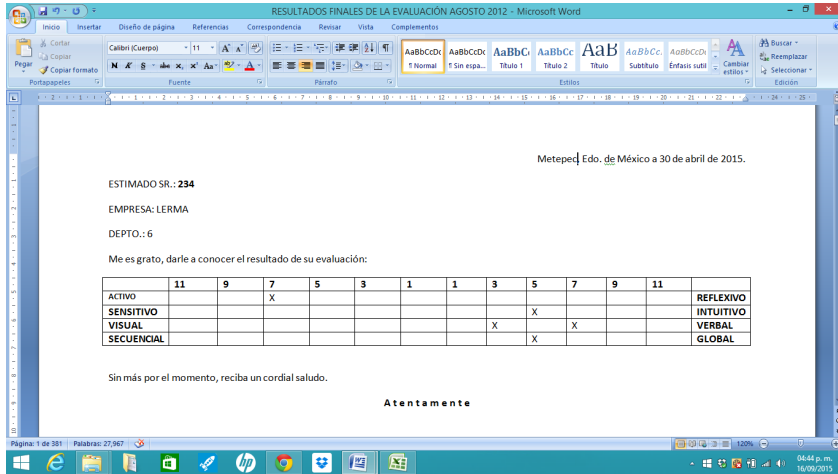 RESULTADOS FINALES DE LA EVALUACIÓN AGOSTO 2012 - Microsoft Word
Inicio Insertar Diseño de página Referencias Correspondencia Revisar Vista Complementos
Pegar
Cortar
Copiar
Copiar formato
Portapapeles
Calibri (Cuerpo) 11
Fuente
Párrafo
AaBbCcDc AaBbCcDc AaBbC AaBbCc AaB AaBbCc. AaBbCcDc
¶ Normal ¶ Sin espa... Título 1 Título 2 Título Subtítulo Énfasis sutil
Cambiar estilos
Estilos
Buscar
Reemplazar
Seleccionar
Edición
Metepec, Edo. de México a 30 de abril de 2015.
ESTIMADO SR.: 234
EMPRESA: LERMA
DEPTO.: 6
Me es grato, darle a conocer el resultado de su evaluación:
11 9 7 5 3 1 1 3 5 7 9 11
ACTIVO X REFLEXIVO
SENSITIVO X INTUITIVO
VISUAL X X VERBAL
SECUENCIAL X GLOBAL
Sin más por el momento, reciba un cordial saludo.
A t e n t a m e n t e
Página: 1 de 381 Palabras: 27,967 120%
04:44 p. m.
16/09/2015